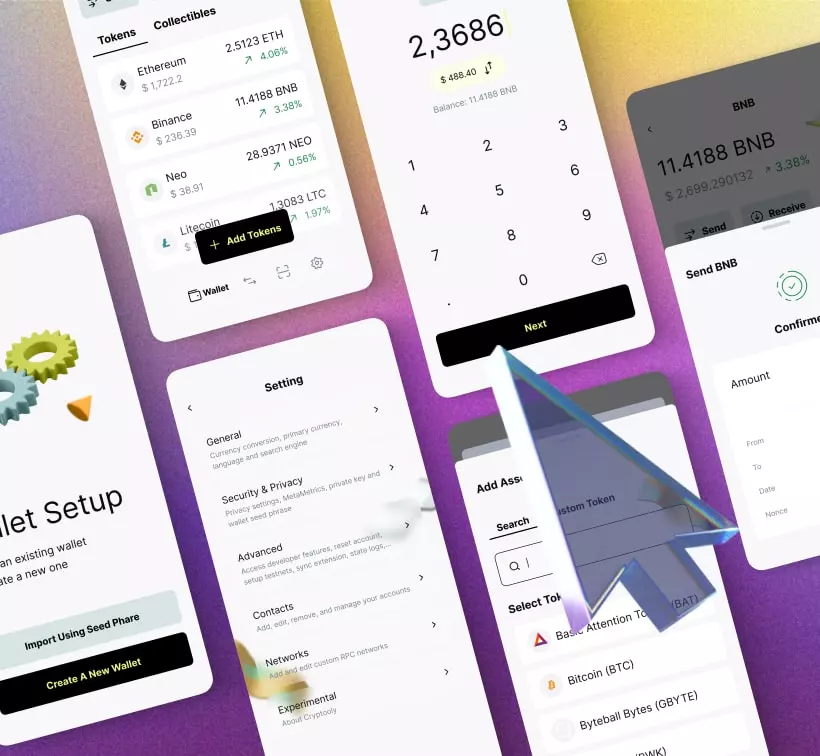 Tokens
Collectibles
Ethereum
2.5123 ETH
$ 1,722.2
4.06%
Binance
11.4188 BNB
$ 236.39
3.38%
Neo
28.9371 NEO
$ 38.91
0.56%
Litecoin
1.3083 LTC
$
1.97%
+ Add Tokens
Wallet
2,3686
$ 488.40
Balance: 11.4188 BNB
1
2
3
4
5
6
7
8
9
.
0
Next
BNB
11.4188 BNB
$ 2,699.290132
3.38%
Send
Receive
Send BNB
Confirme
Amount
From
To
Date
Nonce
llet Setup
an existing wallet
ate a new one
Import Using Seed Phare
Create A New Wallet
Setting
General
Currency conversion, primary currency,
language and search engine
Security & Privacy
Privacy settings, MetaMetrics, private key and
wallet seed phrase
Advanced
Access developer features, reset account,
setup testnets, sync extension, state logs,...
Contacts
Add, edit, remove, and manage your accounts
Networks
Add and edit custom RPC networks
Experimental
About Cryptooly
Add Asse
Search
ustom Token
Select Tok
Basic Attention To (BAT)
Bitcoin (BTC)
Byteball Bytes (GBYTE)